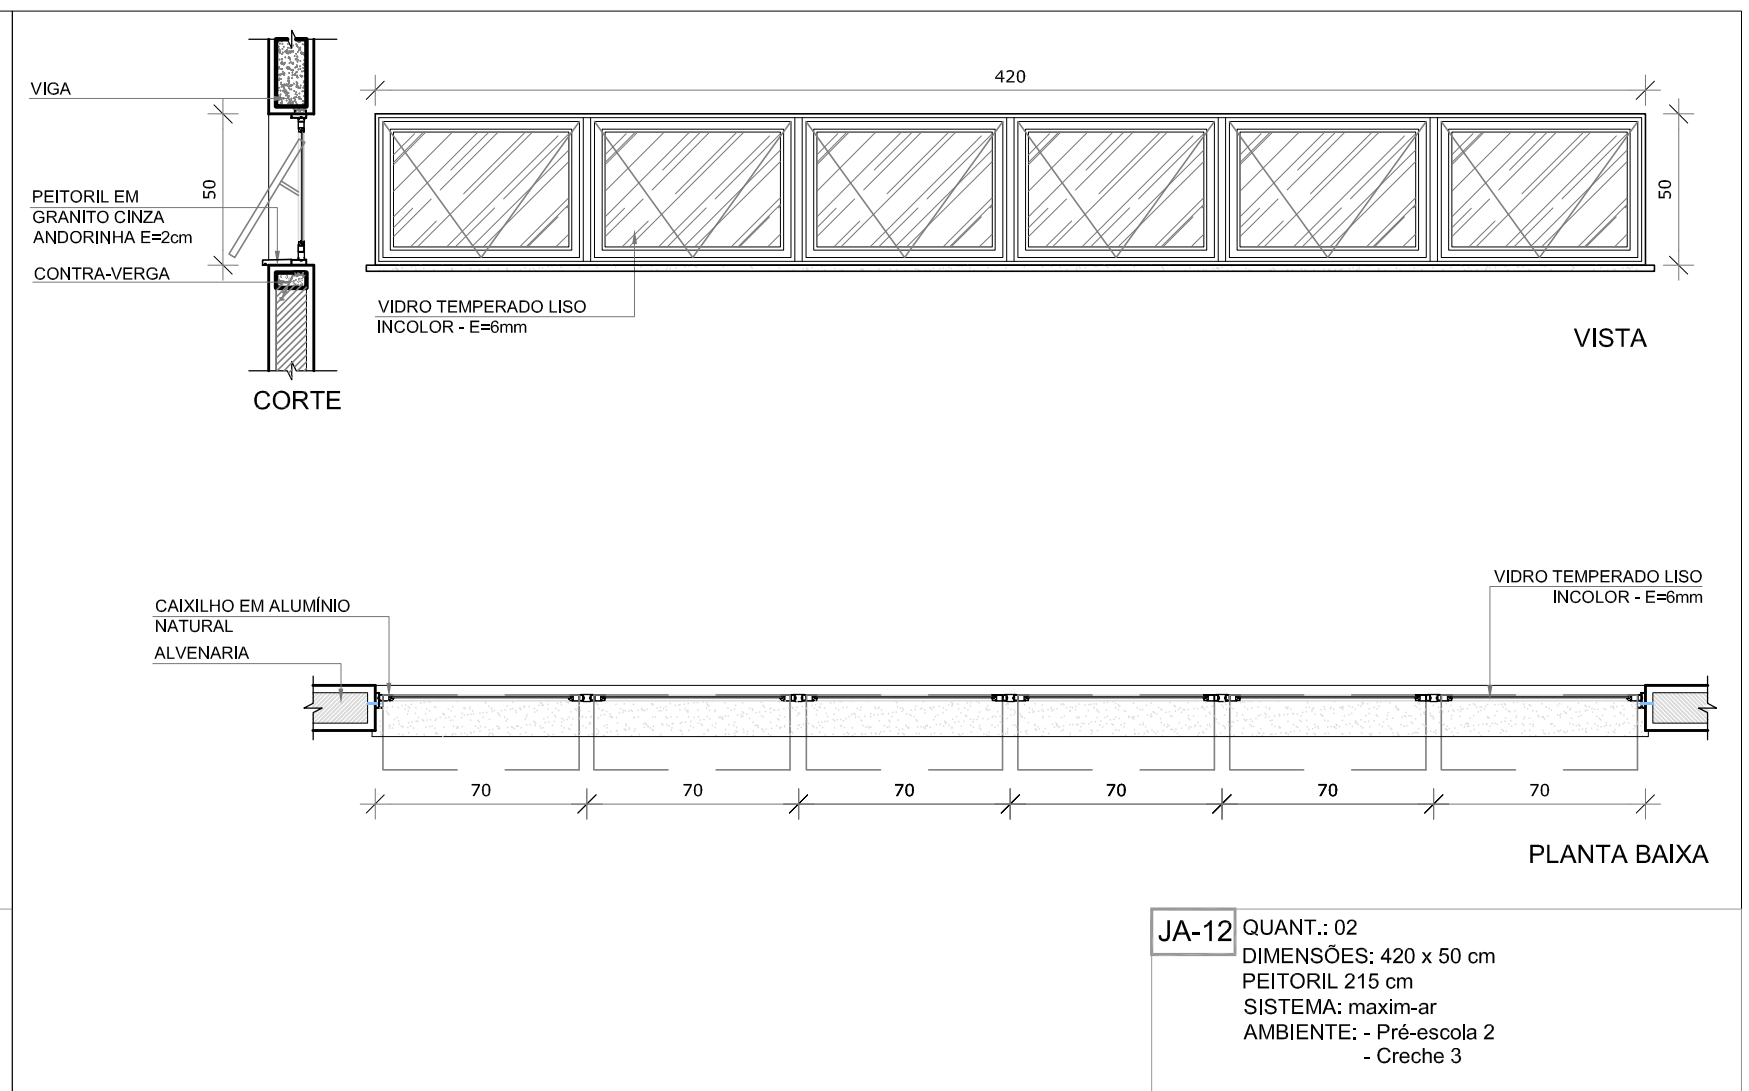 VIGA
50
PEITORIL EM
GRANITO CINZA
ANDORINHA E=2cm
CONTRA-VERGA
CORTE
420
50
VIDRO TEMPERADO LISO
INCOLOR - E=6mm
VISTA
CAIXILHO EM ALUMÍNIO
NATURAL
ALVENARIA
VIDRO TEMPERADO LISO
INCOLOR - E=6mm
70
70
70
70
70
70
PLANTA BAIXA
JA-12
QUANT.: 02
DIMENSÕES: 420 x 50 cm
PEITORIL 215 cm
SISTEMA: maxim-ar
AMBIENTE: - Pré-escola 2
- Creche 3